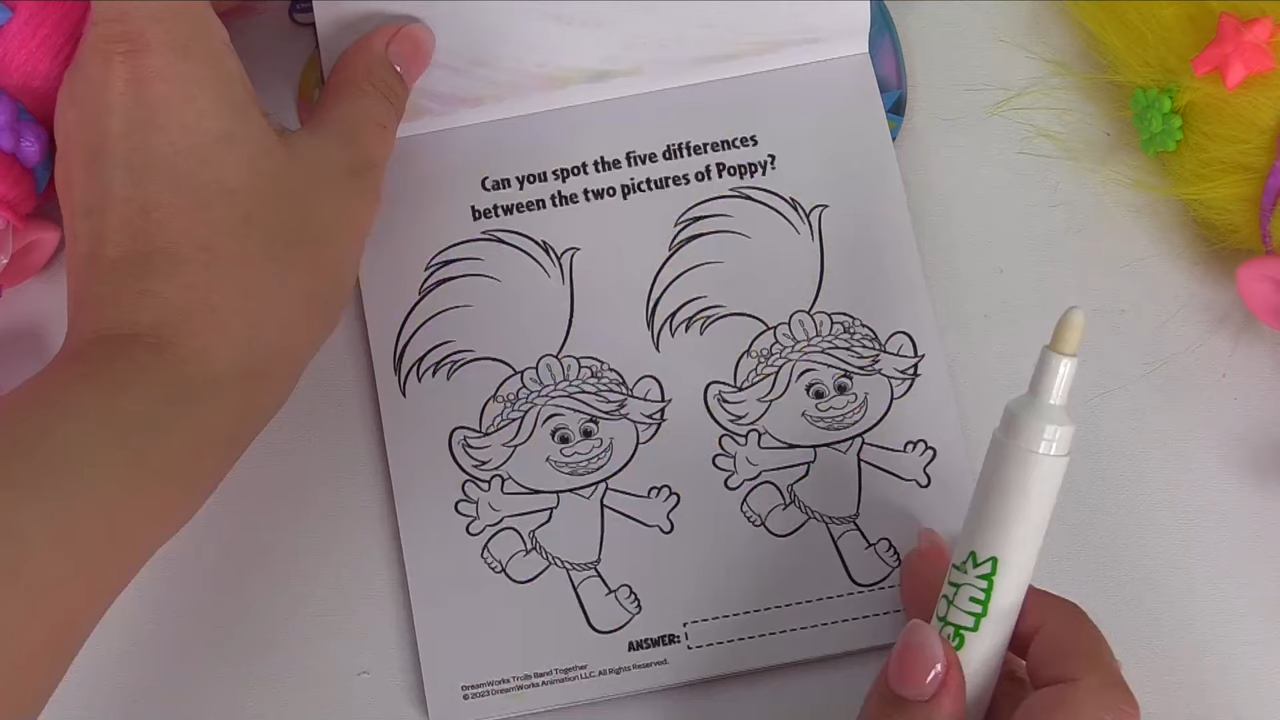 Can you spot the five differences
between the two pictures of Poppy?
ANSWER:
DreamWorks Trolls Band Together
© 2023 DreamWorks Animation LLC. All Rights Reserved.
ink